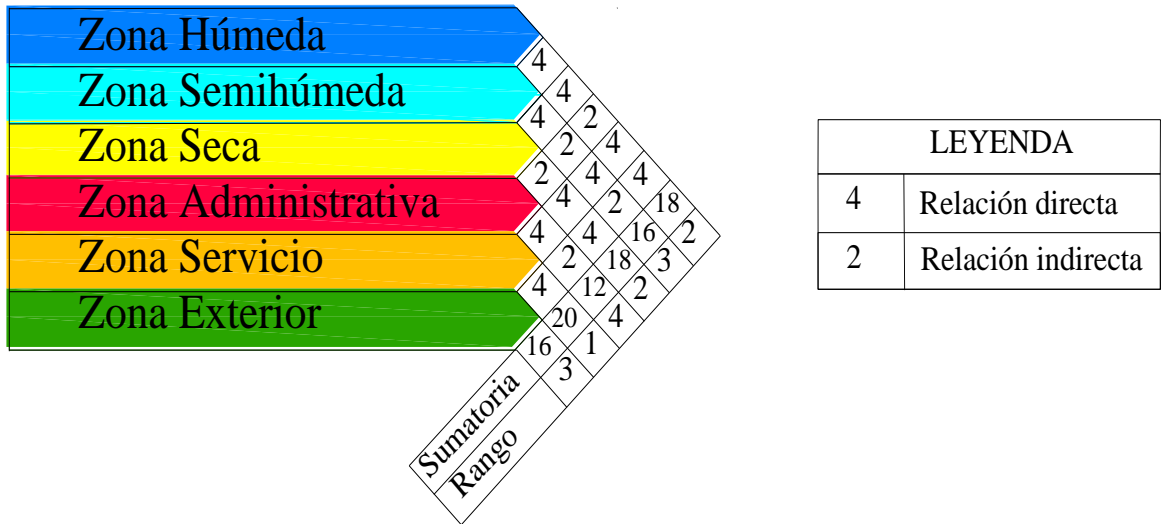 Zona Húmeda
4
Zona Semihúmeda
4
4 2
Zona Seca
2 4
2 4 4
Zona Administrativa
4 2 18
4 4 16 2
Zona Servicio
2 18 3
4 12 2
Zona Exterior
20 4
16 1
3
Sumatoria
Rango
LEYENDA
4 Relación directa
2 Relación indirecta